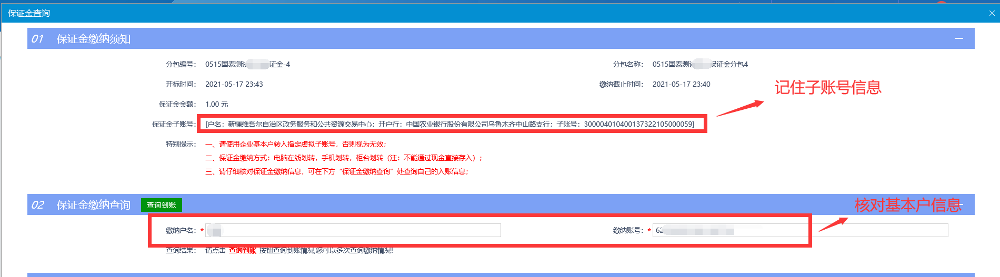 保证金查询
01 保证金缴纳须知
分包编号： 0515国泰测 证金-4
分包名称： 0515国泰测 保证金分包4
开标时间： 2021-05-17 23:43
缴纳截止时间： 2021-05-17 23:40
记住子账号信息
保证金金额： 1.00 元
保证金子账号： [户名：新疆维吾尔自治区政务服务和公共资源交易中心；开户行：中国农业银行股份有限公司乌鲁木齐中山路支行；子账号：300004010400137322105000059]
特别提示： 一、请使用企业基本户转入指定虚拟子账号，否则视为无效；
二、保证金缴纳方式：电脑在线划转，手机划转，柜台划转（注：不能通过现金直接存入）；
三、请仔细核对保证金缴纳信息，可在下方“保证金缴纳查询”处查询自己的入账信息；
02 保证金缴纳查询 查询到账
核对基本户信息
缴纳户名： *
缴纳账号： * 62
查询结果： 请点击 查询到账 按钮查询到账情况,您可以多次查询缴纳情况!